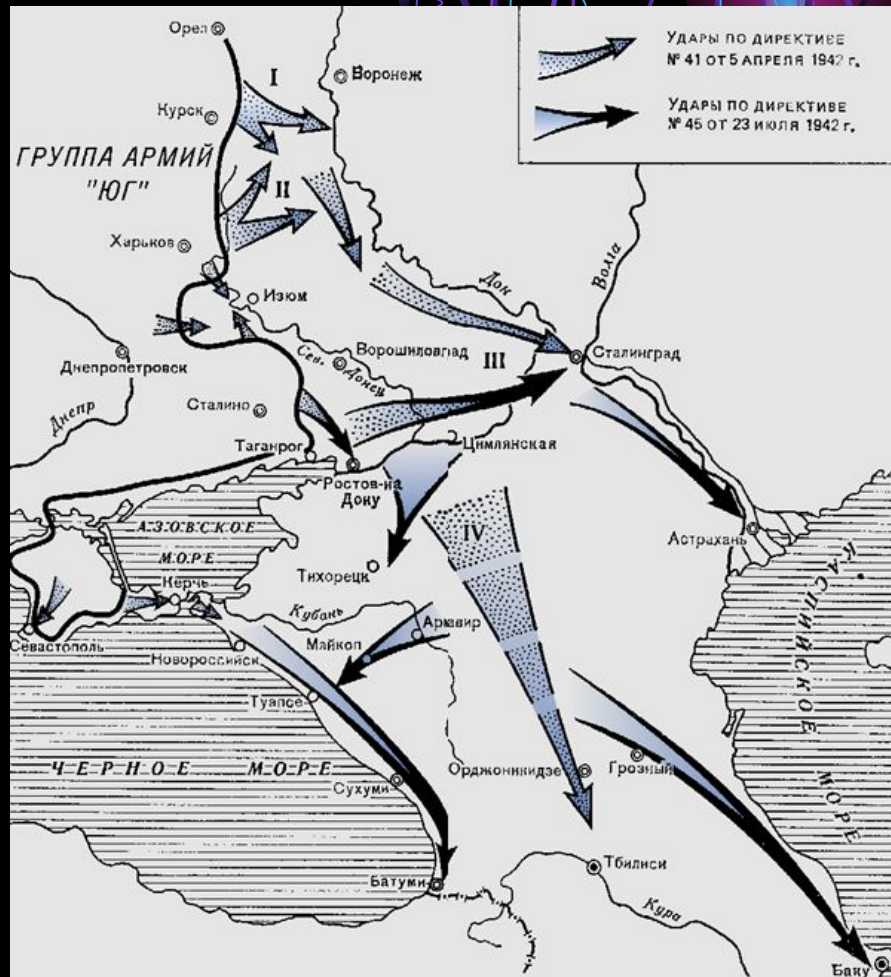 Орел
I
Воронеж
УДАРЫ ПО ДИРЕКТИВЕ
№ 41 ОТ 5 АПРЕЛЯ 1942 г.
УДАРЫ ПО ДИРЕКТИВЕ
№ 45 ОТ 23 ИЮЛЯ 1942 г.
Курск
ГРУППА АРМИЙ
"ЮГ"
II
Харьков
Изюм
Дон
Волга
Днепропетровск
Днепр
Сев. Донец
Ворошиловград
III
Сталинград
Сталино
Таганрог
Ростов-на
Дону
Цимлянская
АЗОВСКОЕ
МОРЕ
IV
Астрахань
Тихорецк
Керчь
Кубань
Армавир
Майкоп
Севастополь
Новороссийск
Туапсе
КАСПИЙСКОЕ МОРЕ
ЧЕРНОЕ МОРЕ
Сухуми
Орджоникидзе
Грозный
Тбилиси
Батуми
Кура
Баку